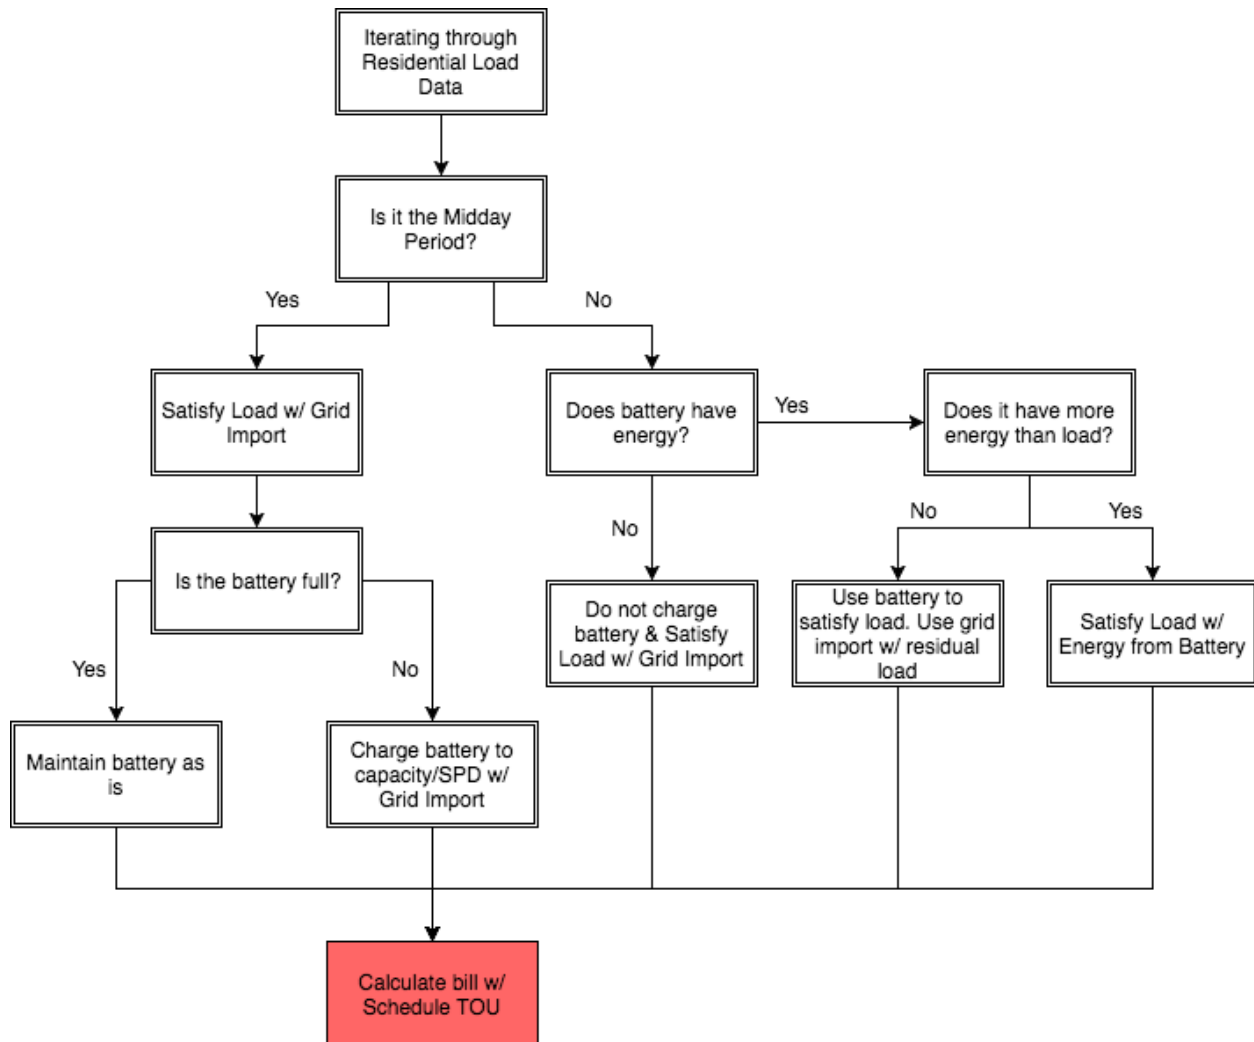 Iterating through
Residential Load
Data
Is it the Midday
Period?
Yes
No
Satisfy Load w/ Grid
Import
Does battery have
energy?
Yes
Does it have more
energy than load?
Is the battery full?
No
No
Yes
Yes
No
Do not charge
battery & Satisfy
Load w/ Grid Import
Use battery to
satisfy load. Use grid
import w/ residual
load
Satisfy Load w/
Energy from Battery
Maintain battery as
is
Charge battery to
capacity/SPD w/
Grid Import
Calculate bill w/
Schedule TOU